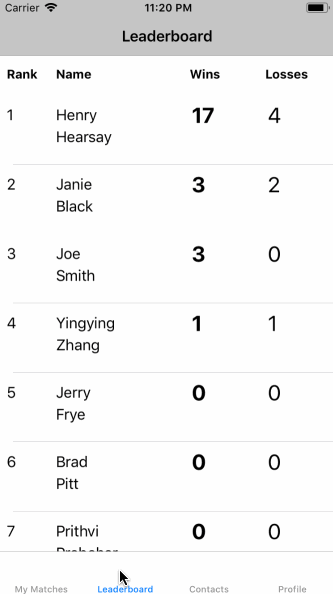 Carrier 11:20 PM
Leaderboard
Rank Name Wins Losses
1 Henry 17 4
Hearsay
2 Janie 3 2
Black
3 Joe 3 0
Smith
4 Yingying 1 1
Zhang
5 Jerry 0 0
Frye
6 Brad 0 0
Pitt
7 Prithvi 0 0
My Matches Leaderboard Contacts Profile